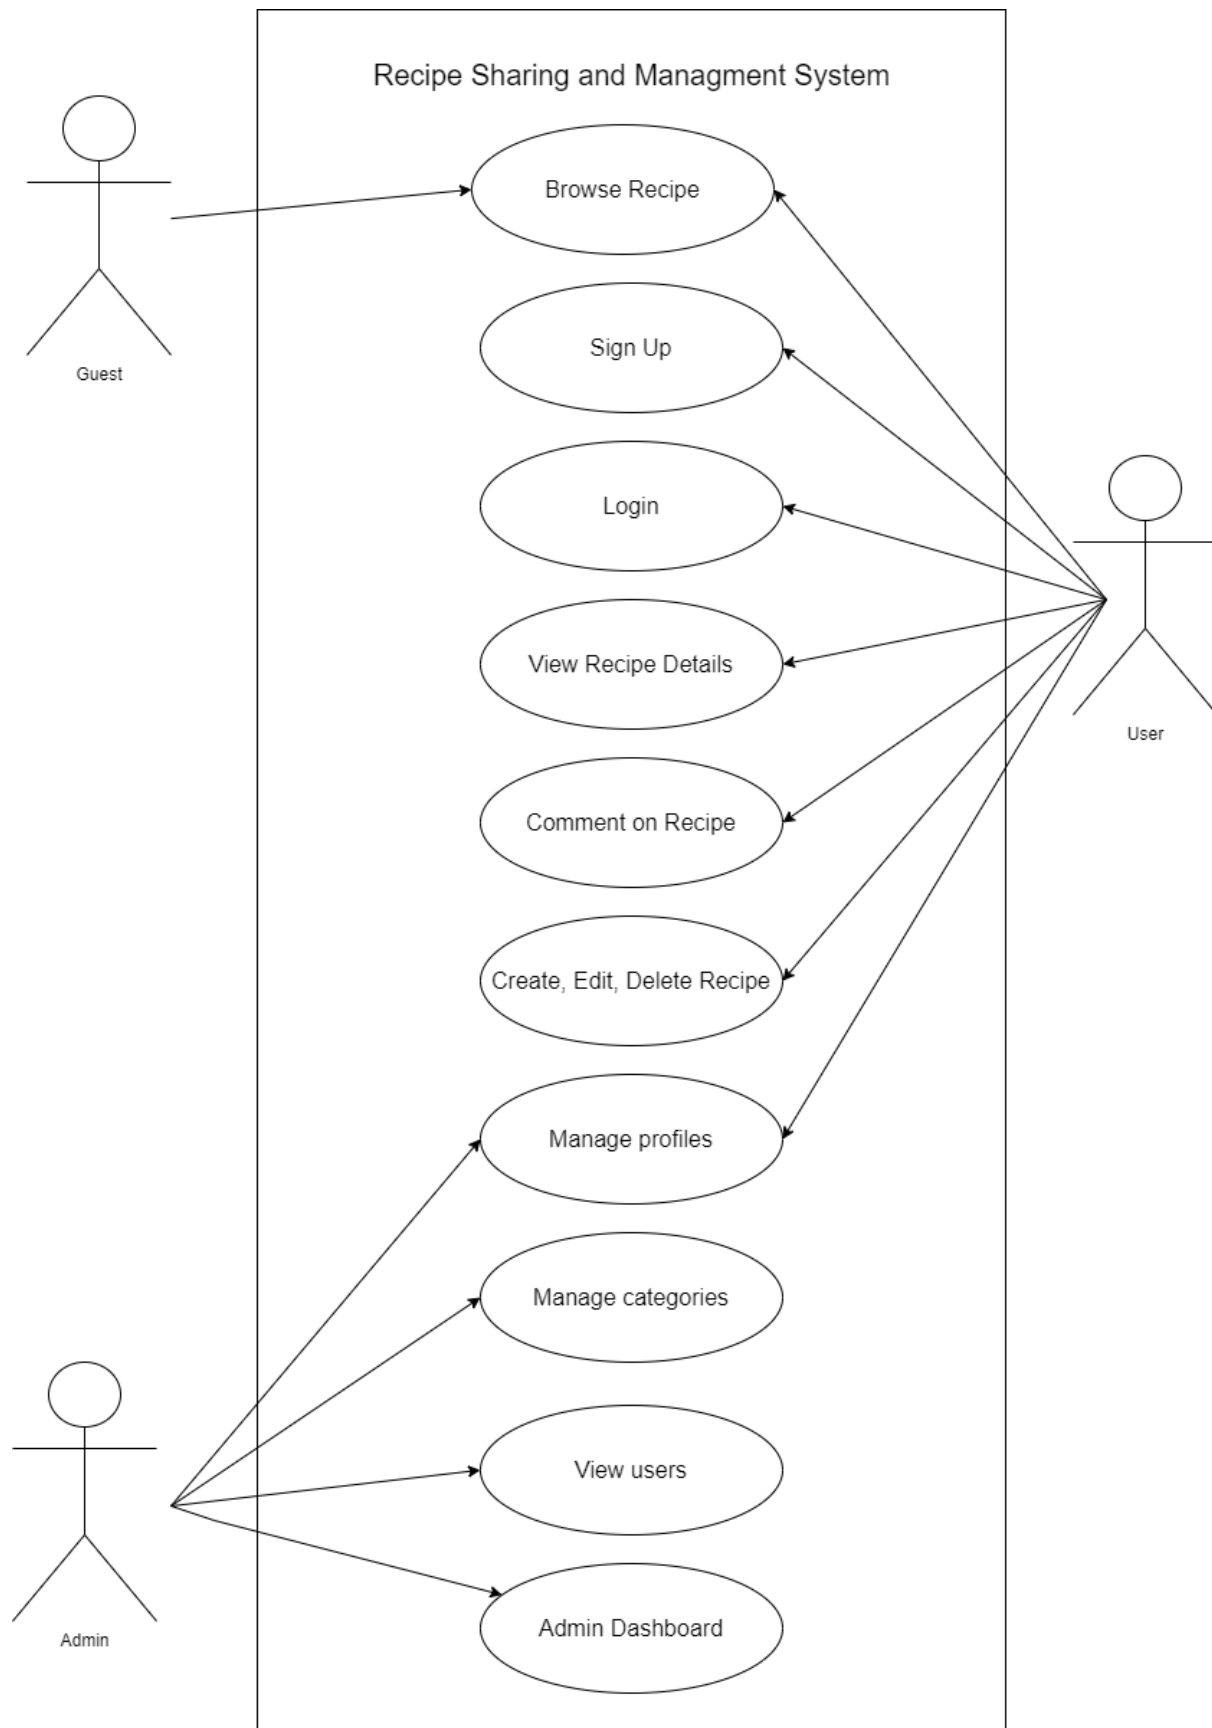 Recipe Sharing and Managment System
Browse Recipe
Sign Up
Guest
Login
View Recipe Details
User
Comment on Recipe
Create, Edit, Delete Recipe
Manage profiles
Manage categories
View users
Admin Dashboard
Admin